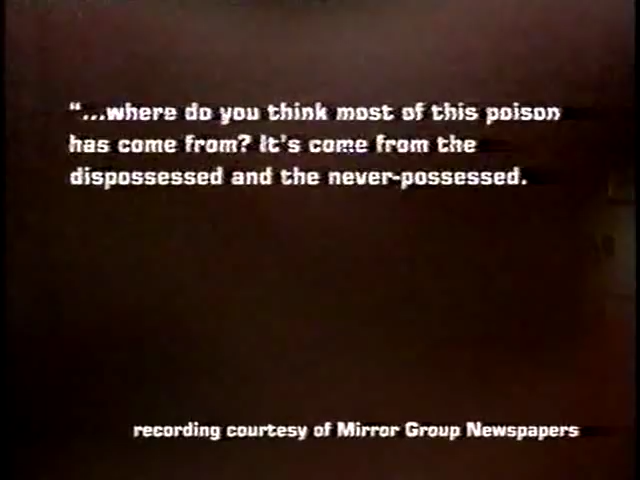 "...where do you think most of this poison
has come from? It's come from the
dispossessed and the never-possessed.
recording courtesy of Mirror Group Newspapers